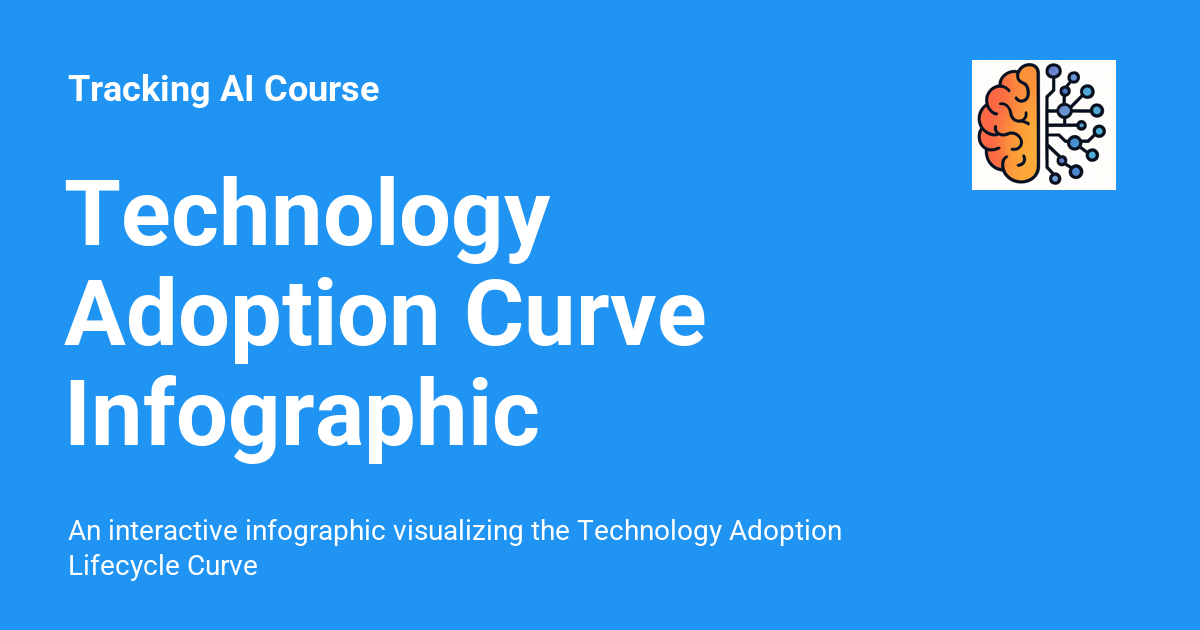 Tracking AI Course
Technology
Adoption Curve
Infographic
An interactive infographic visualizing the Technology Adoption
Lifecycle Curve